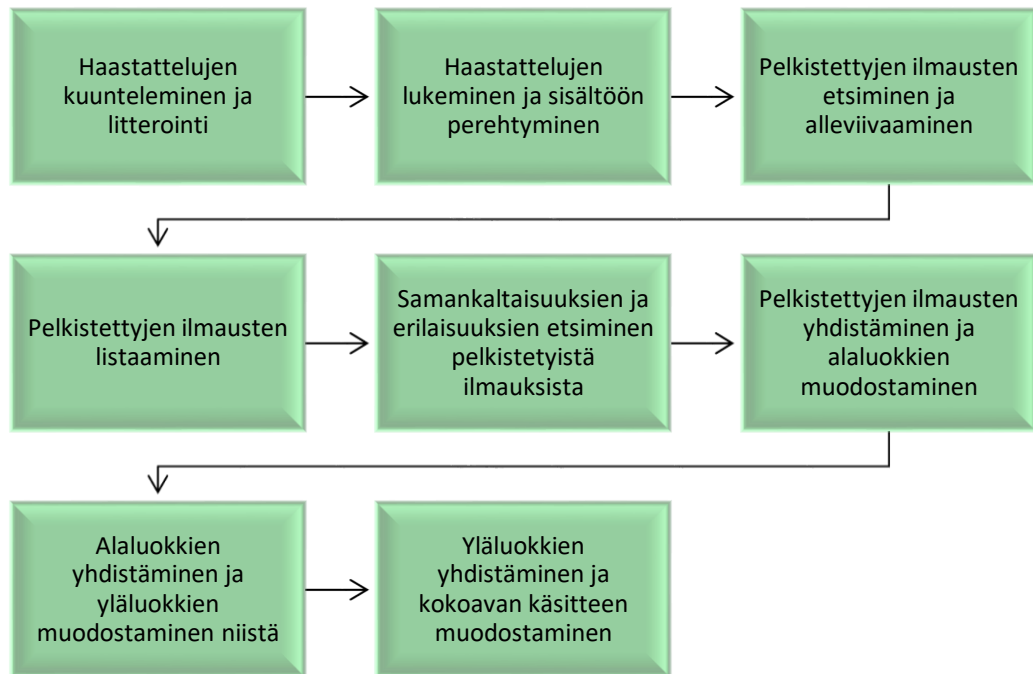 Haastattelujen
kuunteleminen ja
litterointi
Haastattelujen
lukeminen ja sisältöön
perehtyminen
Pelkistettyjen ilmausten
etsiminen ja
alleviivaaminen
Pelkistettyjen ilmausten
listaaminen
Samankaltaisuuksien ja
erilaisuuksien etsiminen
pelkistetyistä
ilmauksista
Pelkistettyjen ilmausten
yhdistäminen ja
alaluokkien
muodostaminen
Alaluokkien
yhdistäminen ja
yläluokkien
muodostaminen niistä
Yläluokkien
yhdistäminen ja
kokoavan käsitteen
muodostaminen